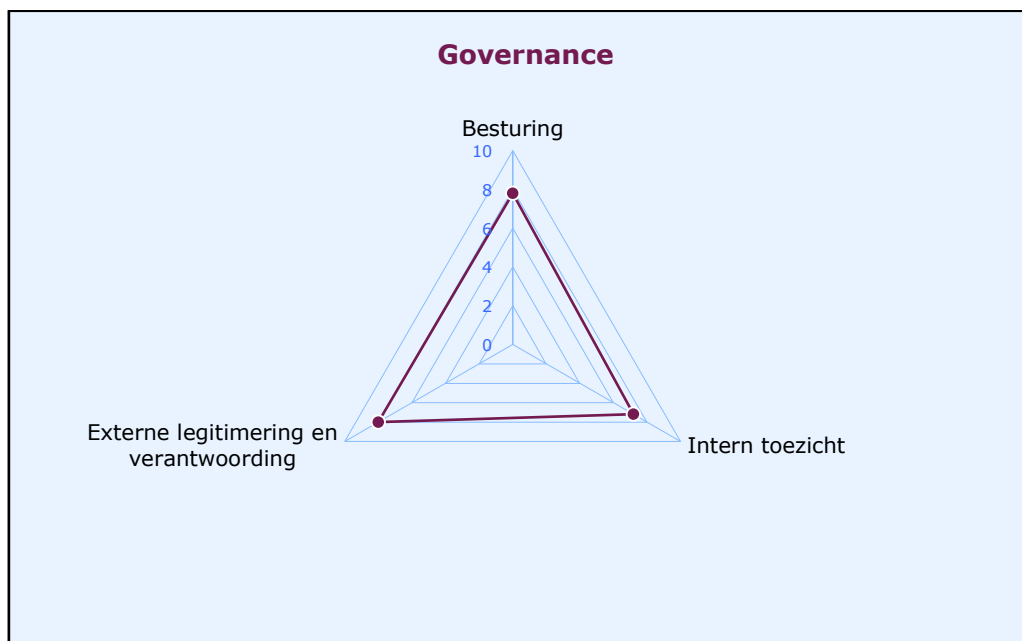 Governance
Besturing
10
8
6
4
2
0
Externe legitimering en
verantwoording
Intern toezicht